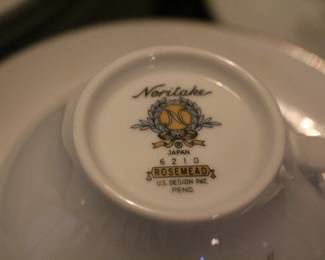 Noritake
N
®
JAPAN
6210
ROSEMEAD
U.S. DESIGN PAT.
PEND.